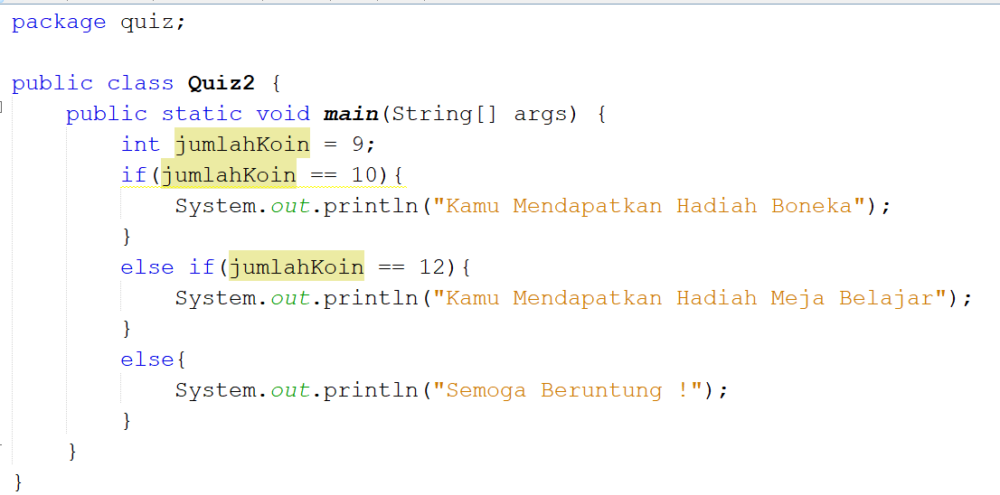 package quiz;
public class Quiz2 {
public static void main(String[] args) {
int jumlahKoin = 9;
if(jumlahKoin == 10){
System.out.println("Kamu Mendapatkan Hadiah Boneka");
}
else if(jumlahKoin == 12){
System.out.println("Kamu Mendapatkan Hadiah Meja Belajar");
}
else{
System.out.println("Semoga Beruntung !");
}
}
}